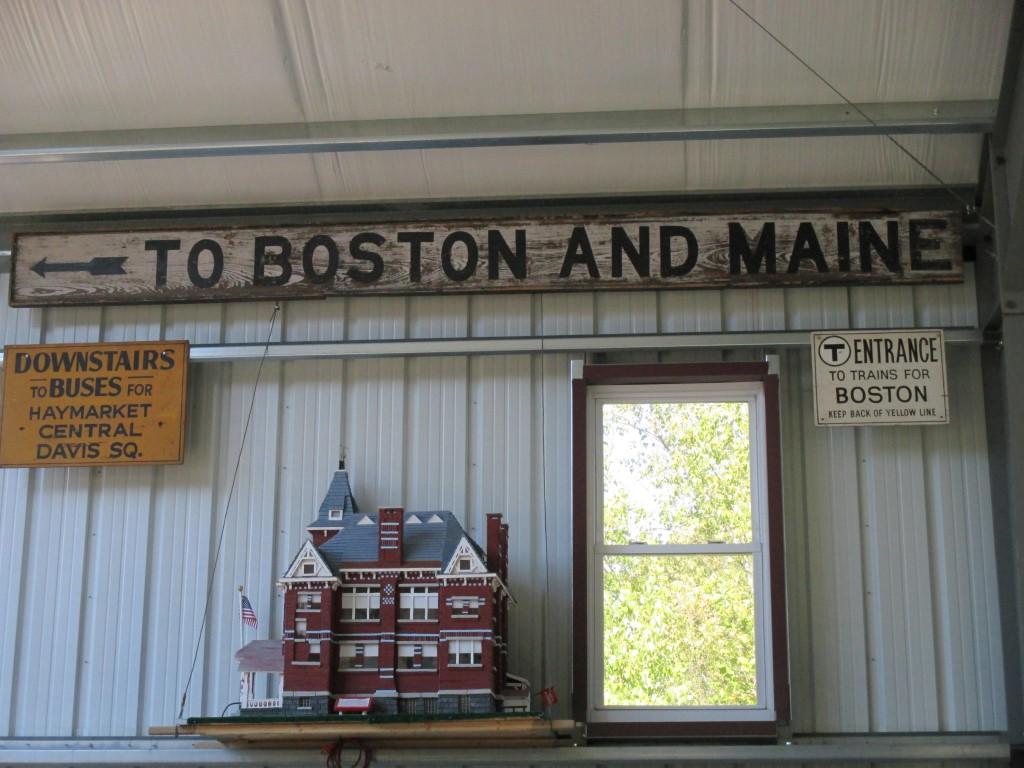 TO BOSTON AND MAINE
DOWNSTAIRS
TO BUSES FOR
HAYMARKET
CENTRAL
DAVIS SQ.
T ENTRANCE
TO TRAINS FOR
BOSTON
KEEP BACK OF YELLOW LINE